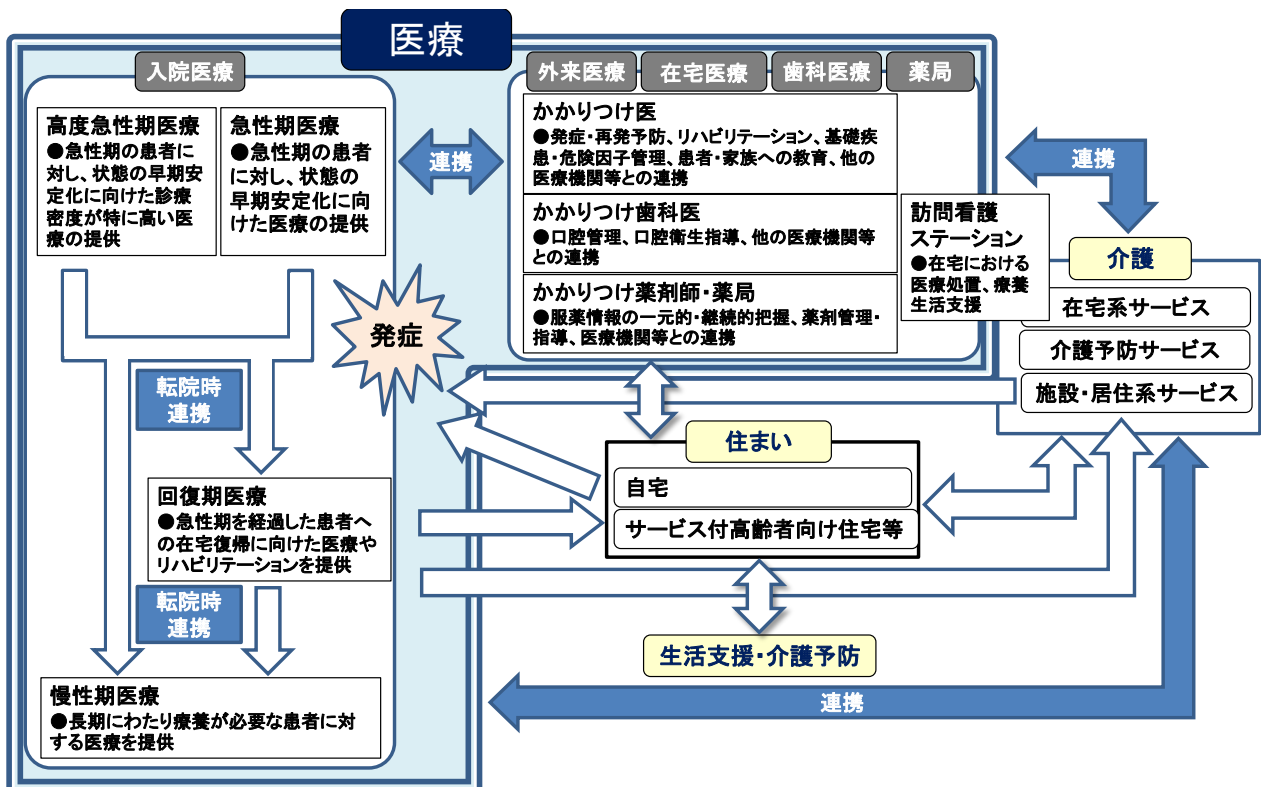 医療
入院医療
高度急性期医療
●急性期の患者に
対し、状態の早期安
定化に向けた診療
密度が特に高い医
療の提供
急性期医療
●急性期の患者
に対し、状態の
早期安定化に向
けた医療の提供
連携
外来医療
在宅医療
歯科医療
薬局
かかりつけ医
●発症・再発予防、リハビリテーション、基礎疾
患・危険因子管理、患者・家族への教育、他の
医療機関等との連携
かかりつけ歯科医
●口腔管理、口腔衛生指導、他の医療機関等
との連携
かかりつけ薬剤師・薬局
●服薬情報の一元的・継続的把握、薬剤管理・
指導、医療機関等との連携
訪問看護
ステーション
●在宅における
医療処置、療養
生活支援
連携
介護
在宅系サービス
介護予防サービス
施設・居住系サービス
発症
転院時
連携
回復期医療
●急性期を経過した患者へ
の在宅復帰に向けた医療や
リハビリテーションを提供
転院時
連携
慢性期医療
●長期にわたり療養が必要な患者に対
する医療を提供
住まい
自宅
サービス付高齢者向け住宅等
生活支援・介護予防
連携